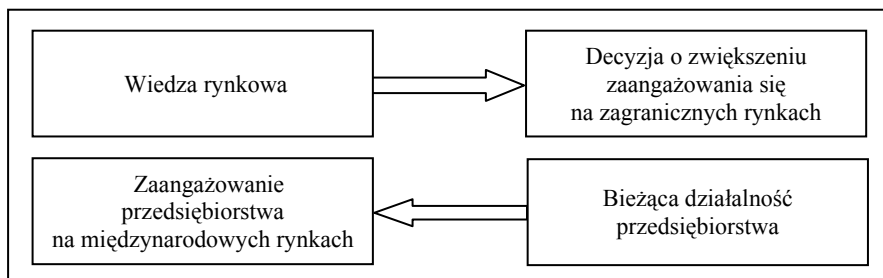 Wiedza rynkowa
Decyzja o zwiększeniu
zaangażowania się
na zagranicznych rynkach
Zaangażowanie
przedsiębiorstwa
na międzynarodowych rynkach
Bieżąca działalność
przedsiębiorstwa